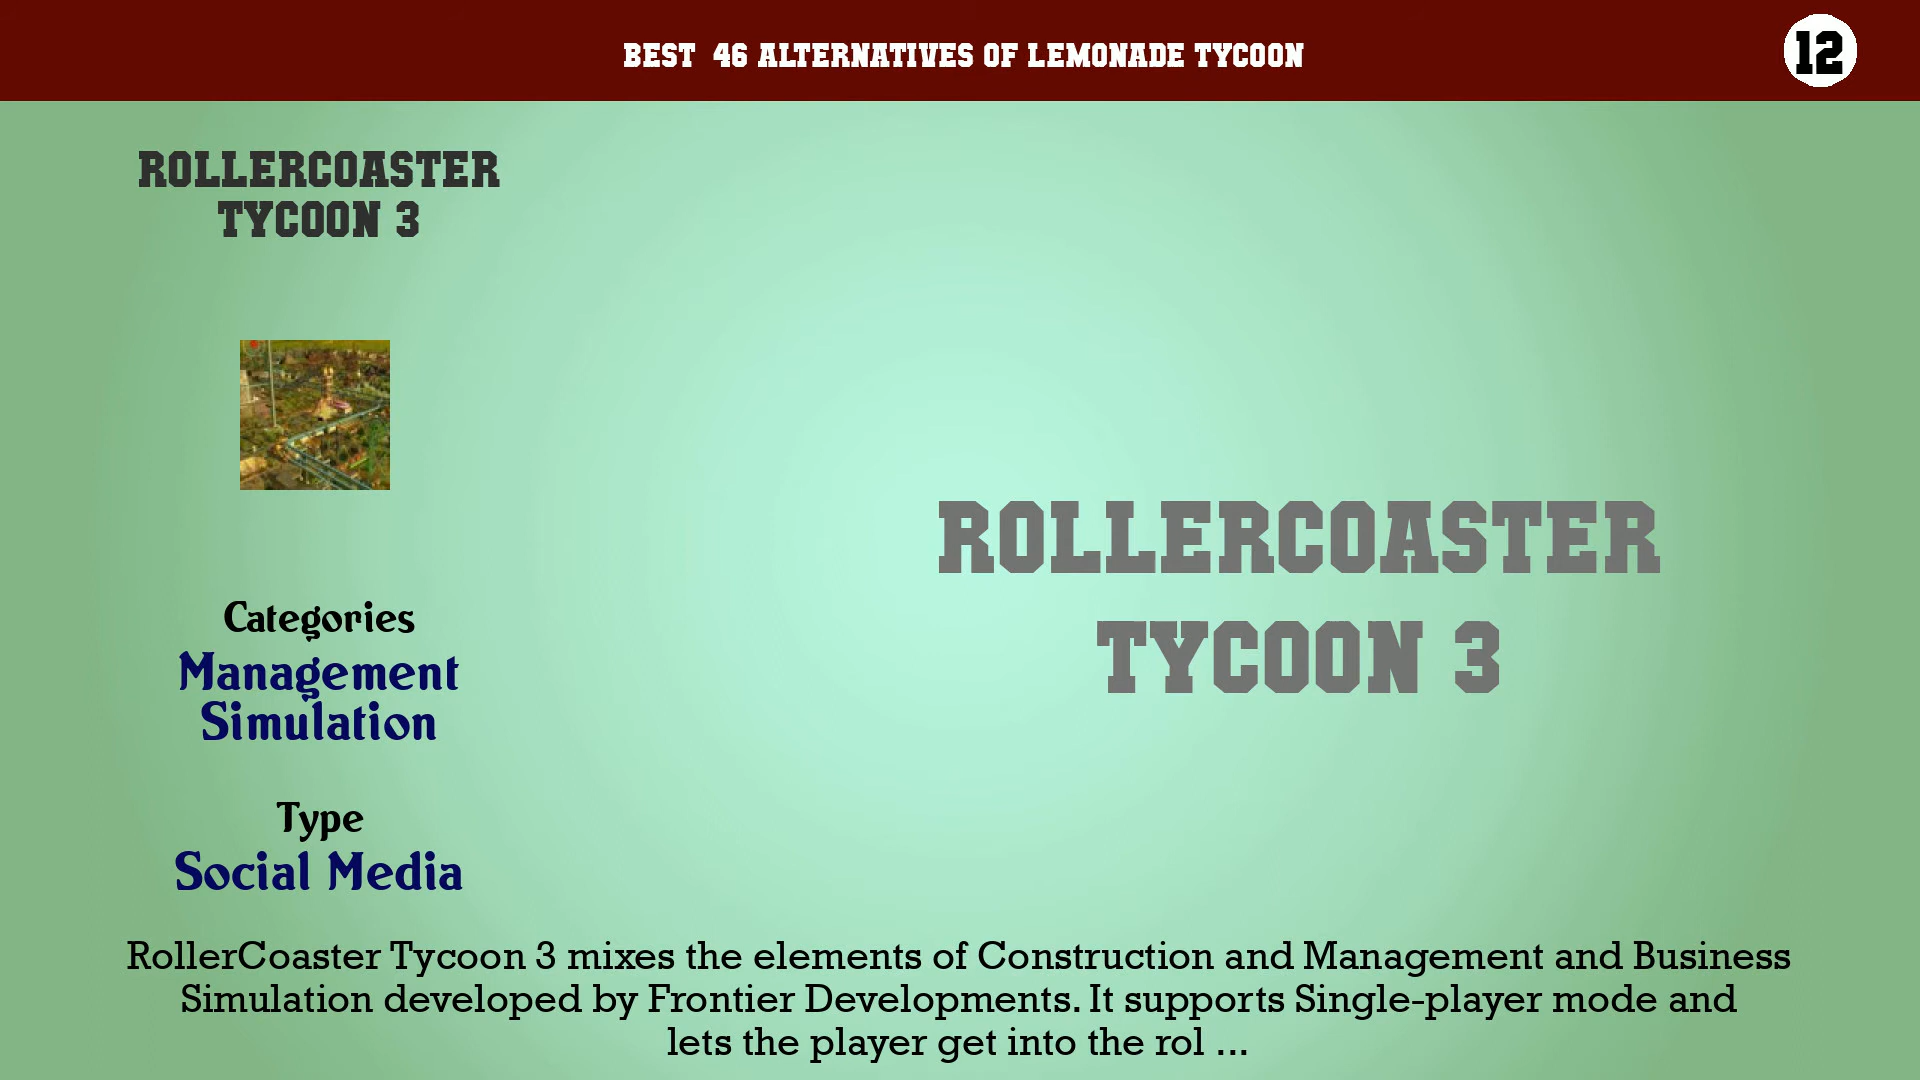 BEST 46 ALTERNATIVES OF LEMONADE TYCOON
12
ROLLERCOASTER
TYCOON 3
Categories
Management
Simulation
Type
Social Media
ROLLERCOASTER
TYCOON 3
RollerCoaster Tycoon 3 mixes the elements of Construction and Management and Business
Simulation developed by Frontier Developments. It supports Single-player mode and
lets the player get into the rol ...